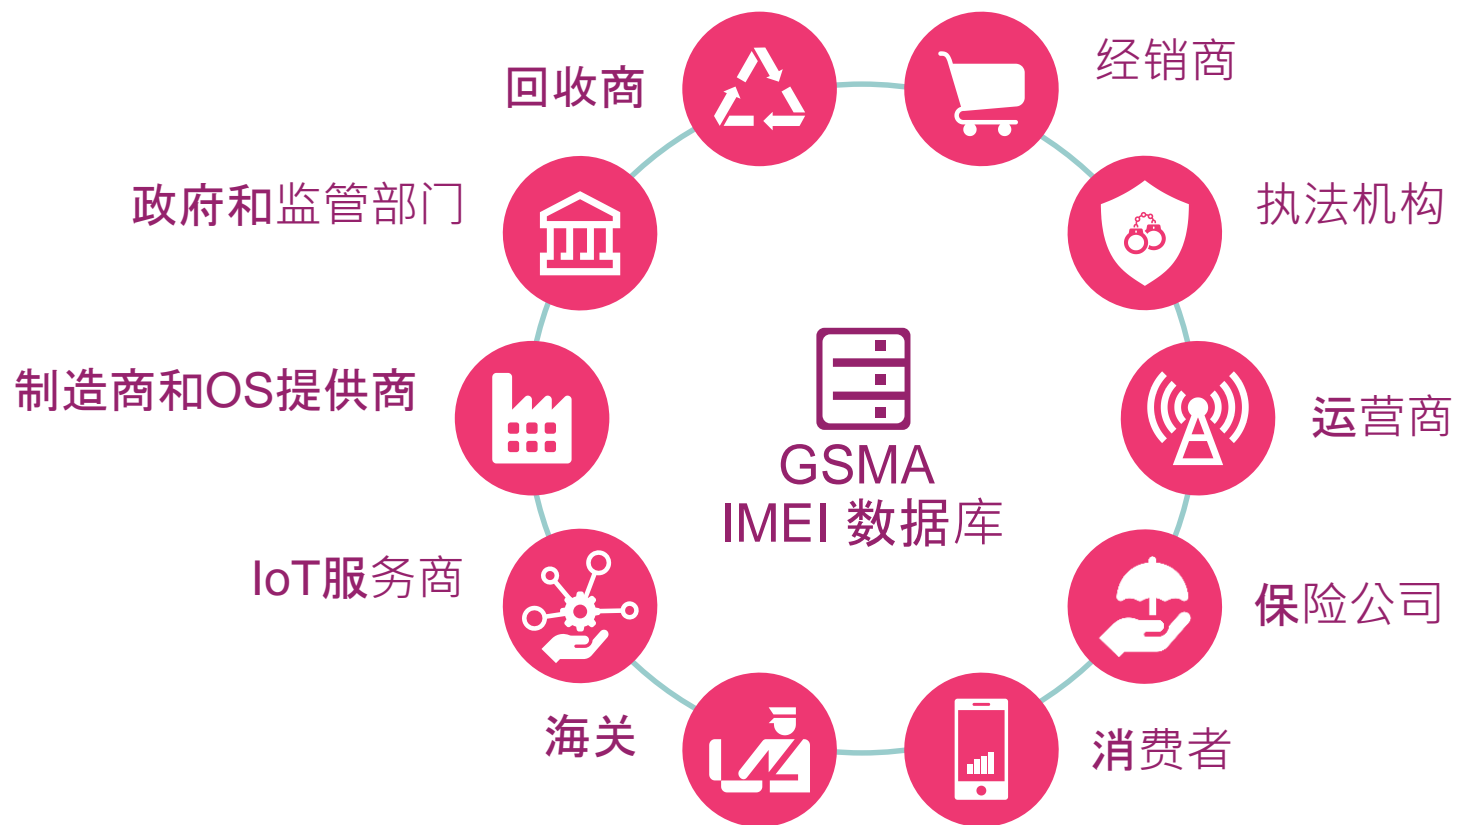 回收商
经销商
政府和监管部门
执法机构
制造商和OS提供商
运营商
GSMA
IMEI 数据库
IoT服务商
保险公司
海关
消费者